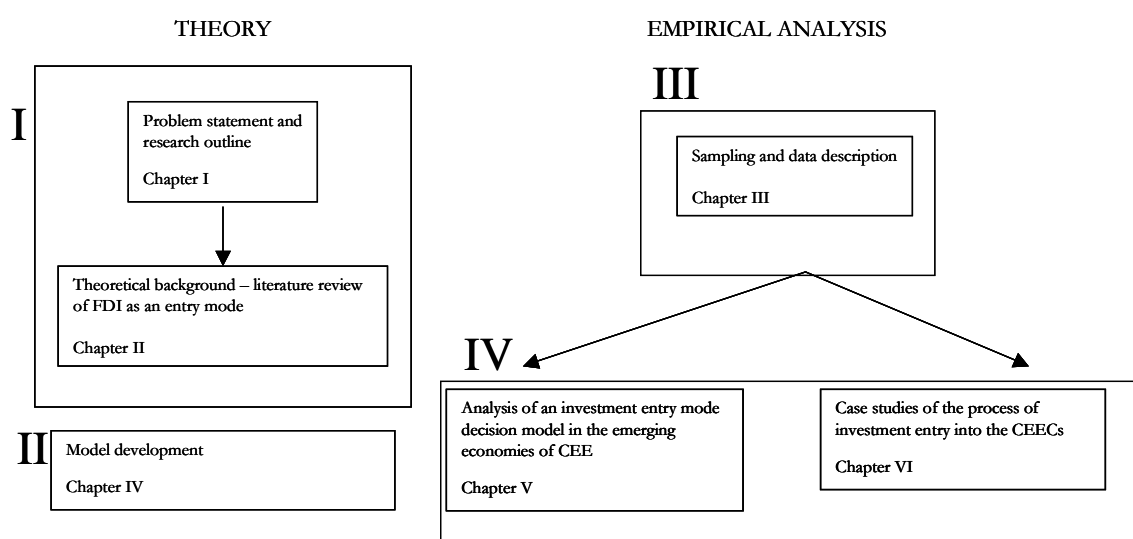 THEORY
I
Problem statement and
research outline
Chapter I
Theoretical background – literature review
of FDI as an entry mode
Chapter II
II
Model development
Chapter IV
EMPIRICAL ANALYSIS
III
Sampling and data description
Chapter III
IV
Analysis of an investment entry mode
decision model in the emerging
economies of CEE
Chapter V
Case studies of the process of
investment entry into the CEECs
Chapter VI